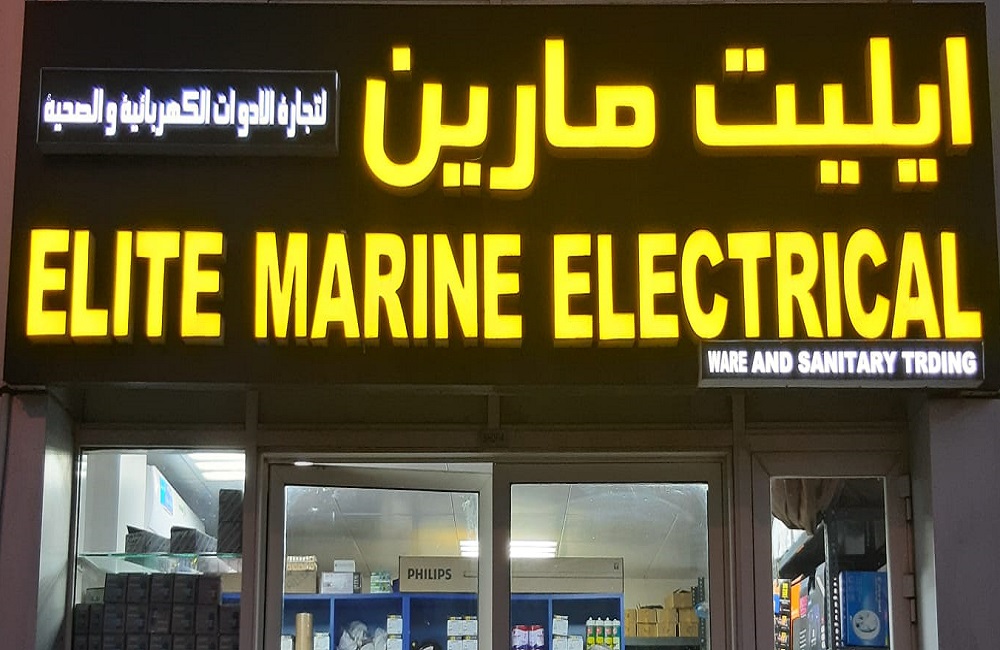 ايليت مارين
لتجارة الادوات الكهربائية والصحية
ELITE MARINE ELECTRICAL
WARE AND SANITARY TRDING
PHILIPS